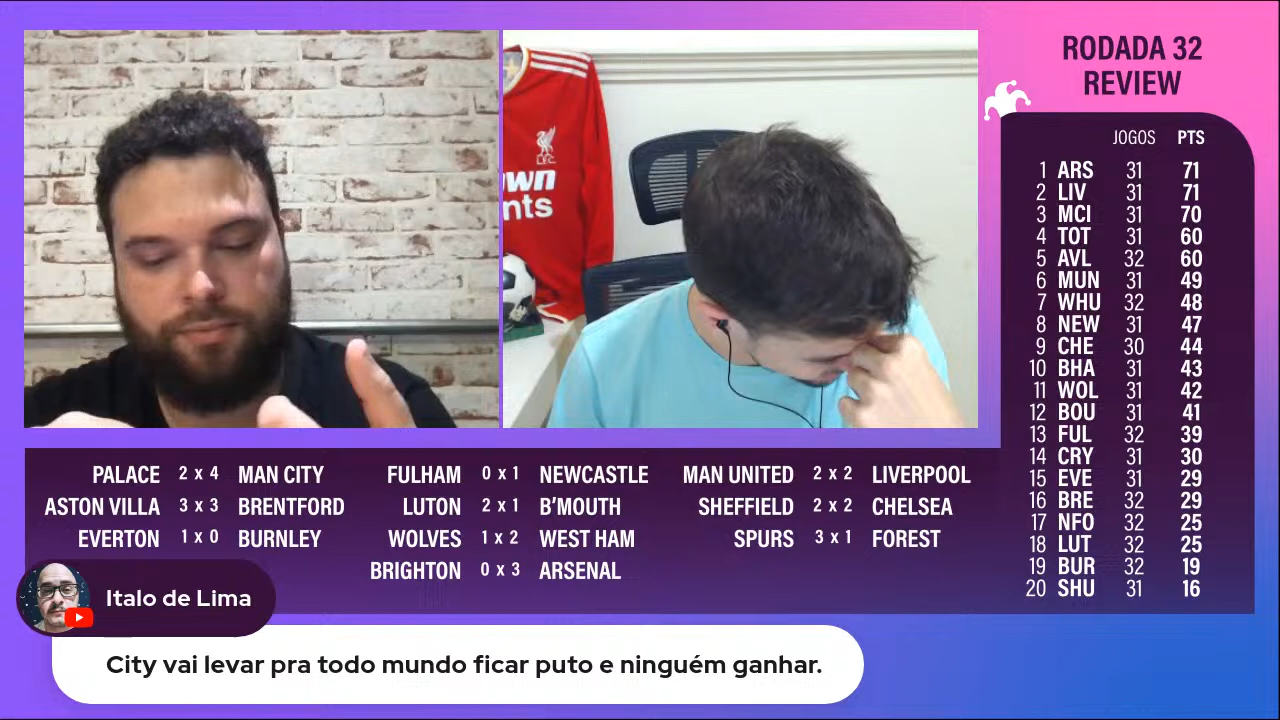 RODADA 32
REVIEW
JOGOS PTS
1 ARS 31 71
2 LIV 31 71
3 MCI 31 70
4 TOT 31 60
5 AVL 32 60
6 MUN 31 49
7 WHU 32 48
8 NEW 31 47
9 CHE 30 44
10 BHA 31 43
11 WOL 31 42
12 BOU 31 41
13 FUL 32 39
14 CRY 31 30
15 EVE 31 29
16 BRE 32 29
17 NFO 32 25
18 LUT 32 25
19 BUR 32 19
20 SHU 31 16
L.F.C.
own
nts
PALACE 2 x 4 MAN CITY
ASTON VILLA 3 x 3 BRENTFORD
EVERTON 1 x 0 BURNLEY
FULHAM 0 x 1 NEWCASTLE
LUTON 2 x 1 B'MOUTH
WOLVES 1 x 2 WEST HAM
BRIGHTON 0 x 3 ARSENAL
MAN UNITED 2 x 2 LIVERPOOL
SHEFFIELD 2 x 2 CHELSEA
SPURS 3 x 1 FOREST
Italo de Lima
City vai levar pra todo mundo ficar puto e ninguém ganhar.